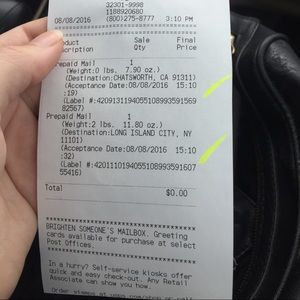 32301-9998
1188920680
08/08/2016 (800)275-8777 3:10 PM
Product Sale Final
Description Qty Price
Prepaid Mail 1
(Weight:0 lbs. 7.90 oz.)
(Destination:CHATSWORTH, CA 91311)
(Acceptance Date:08/08/2016 15:10
:19)
(Label #:4209131194055108993591569
82567)
Prepaid Mail 1
(Weight:2 lbs. 11.80 oz.)
(Destination:LONG ISLAND CITY, NY
11101)
(Acceptance Date:08/08/2016 15:10
:32)
(Label #:4201110194055108993591607
55416)
Total $0.00
BRIGHTEN SOMEONE'S MAILBOX. Greeting
cards available for purchase at select
Post Offices.
In a hurry? Self-service kiosks offer
quick and easy check-out. Any Retail
Associate can show you how.
Order stamps at